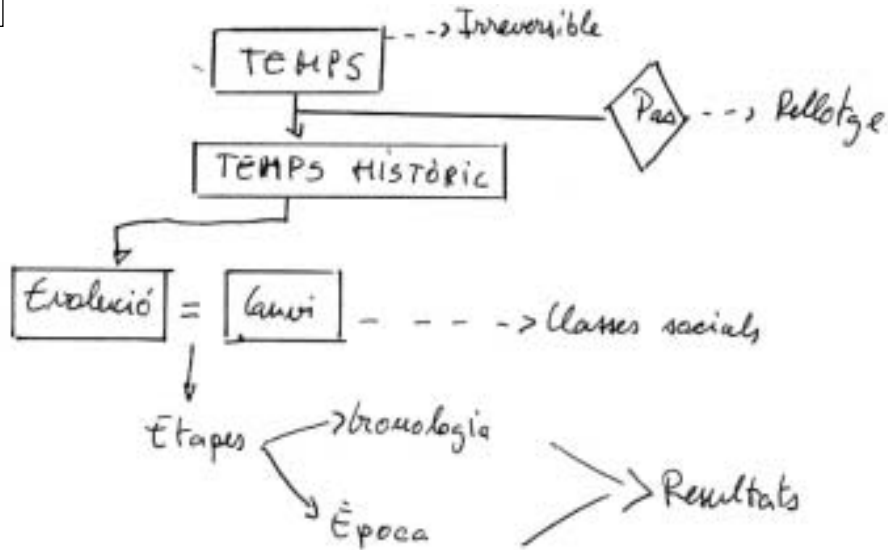 TEMPS
Irreversible
Pas
Rellotge
TEMPS HISTÒRIC
Evolució = Canvi
Classes socials
Etapes
Cronologia
Època
Resultats